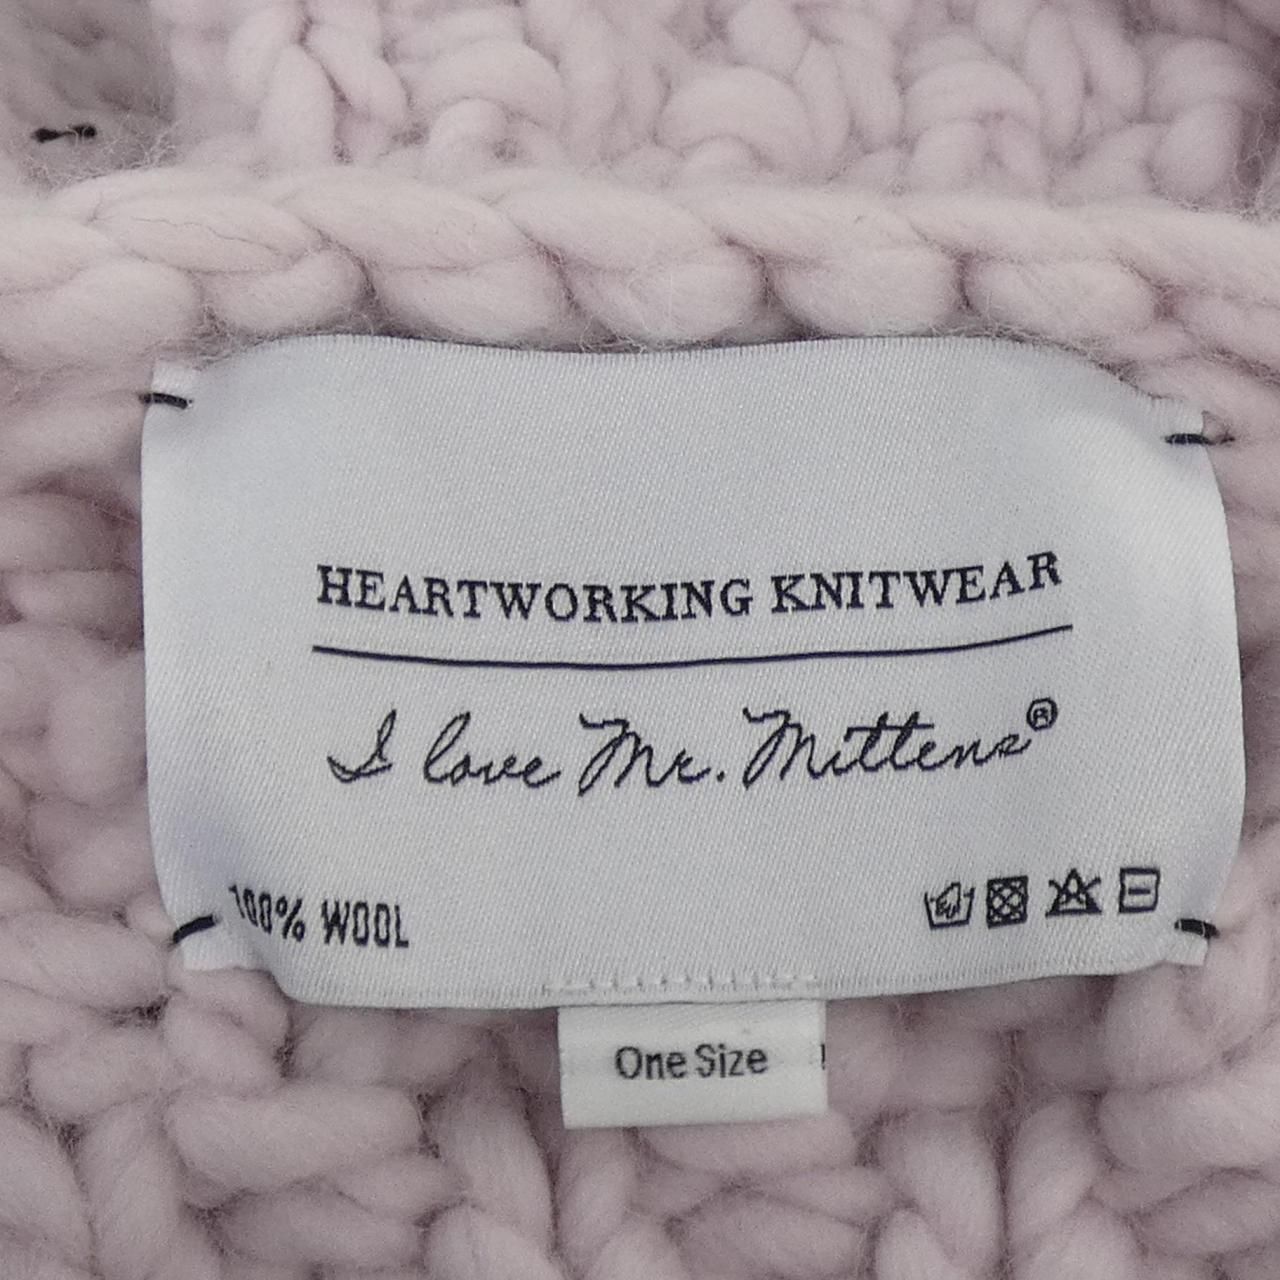 HEARTWORKING KNITWEAR
I love Mr. Mittens®
100% WOOL
One Size